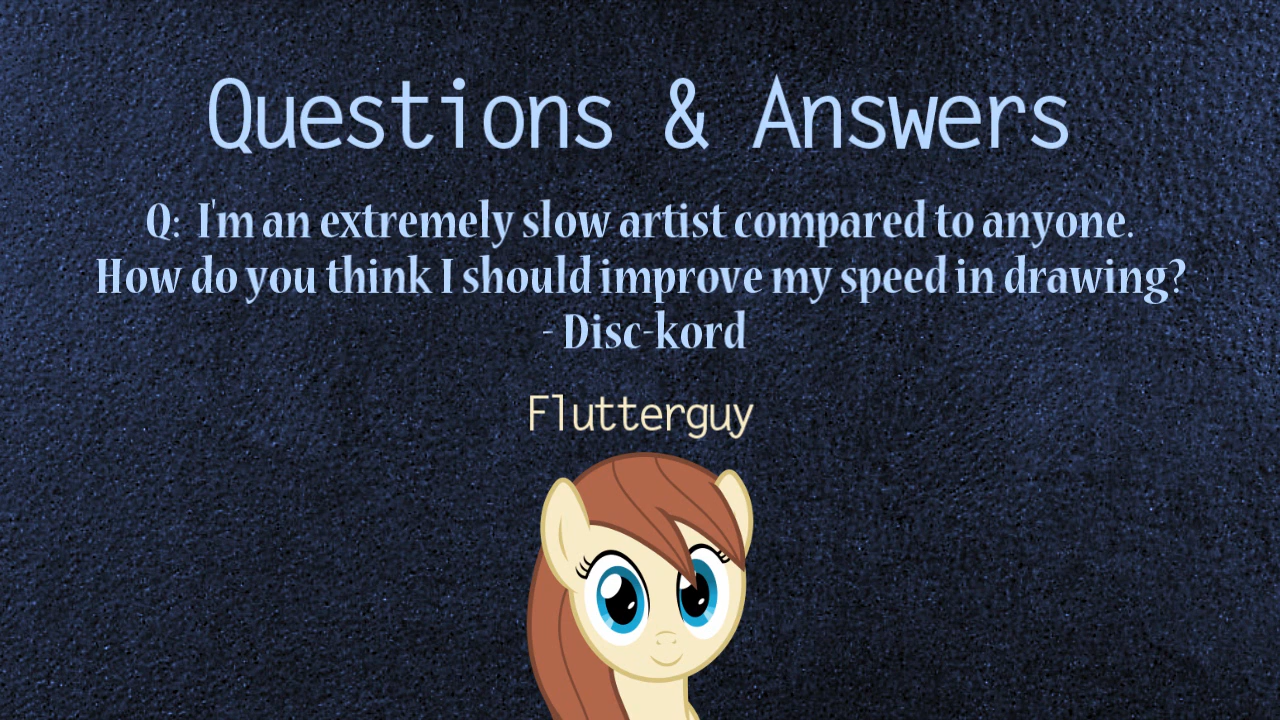 Questions & Answers
Q: I'm an extremely slow artist compared to anyone.
How do you think I should improve my speed in drawing?
- Disc-kord
Flutterguy